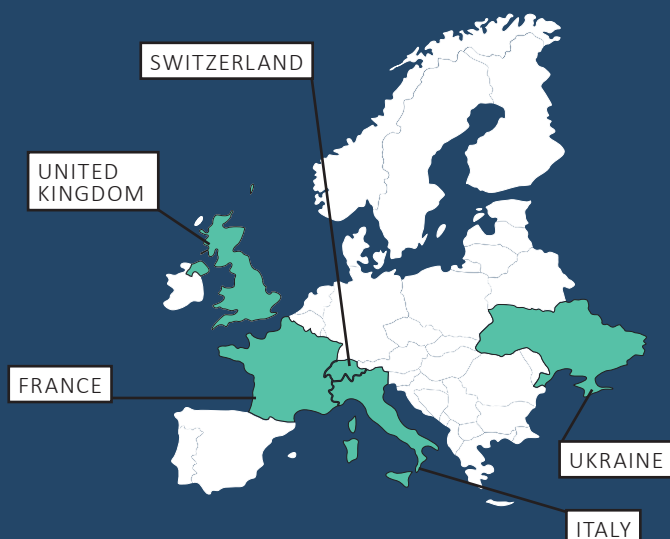 SWITZERLAND
UNITED
KINGDOM
FRANCE
UKRAINE
ITALY